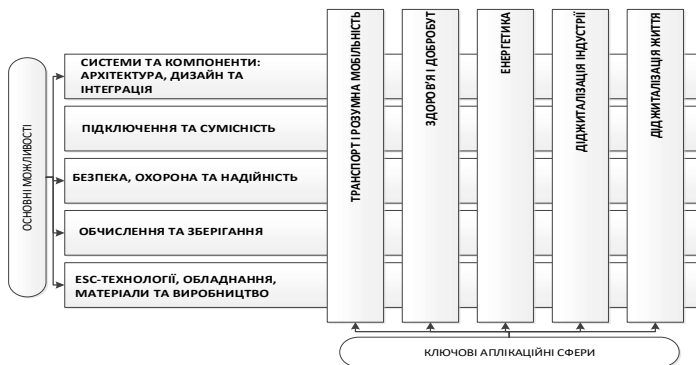 ОСНОВНІ МОЖЛИВОСТІ
СИСТЕМИ ТА КОМПОНЕНТИ:
АРХІТЕКТУРА, ДИЗАЙН ТА
ІНТЕГРАЦІЯ
ПІДКЛЮЧЕННЯ ТА СУМІСНІСТЬ
БЕЗПЕКА, ОХОРОНА ТА НАДІЙНІСТЬ
ОБЧИСЛЕННЯ ТА ЗБЕРІГАННЯ
ESC-ТЕХНОЛОГІЇ, ОБЛАДНАННЯ,
МАТЕРІАЛИ ТА ВИРОБНИЦТВО
ТРАНСПОРТ І РОЗУМНА МОБІЛЬНІСТЬ
ЗДОРОВ'Я І ДОБРОБУТ
ЕНЕРГЕТИКА
ДІДЖИТАЛІЗАЦІЯ ІНДУСТРІЇ
ДІДЖИТАЛІЗАЦІЯ ЖИТТЯ
КЛЮЧОВІ АПЛІКАЦІЙНІ СФЕРИ